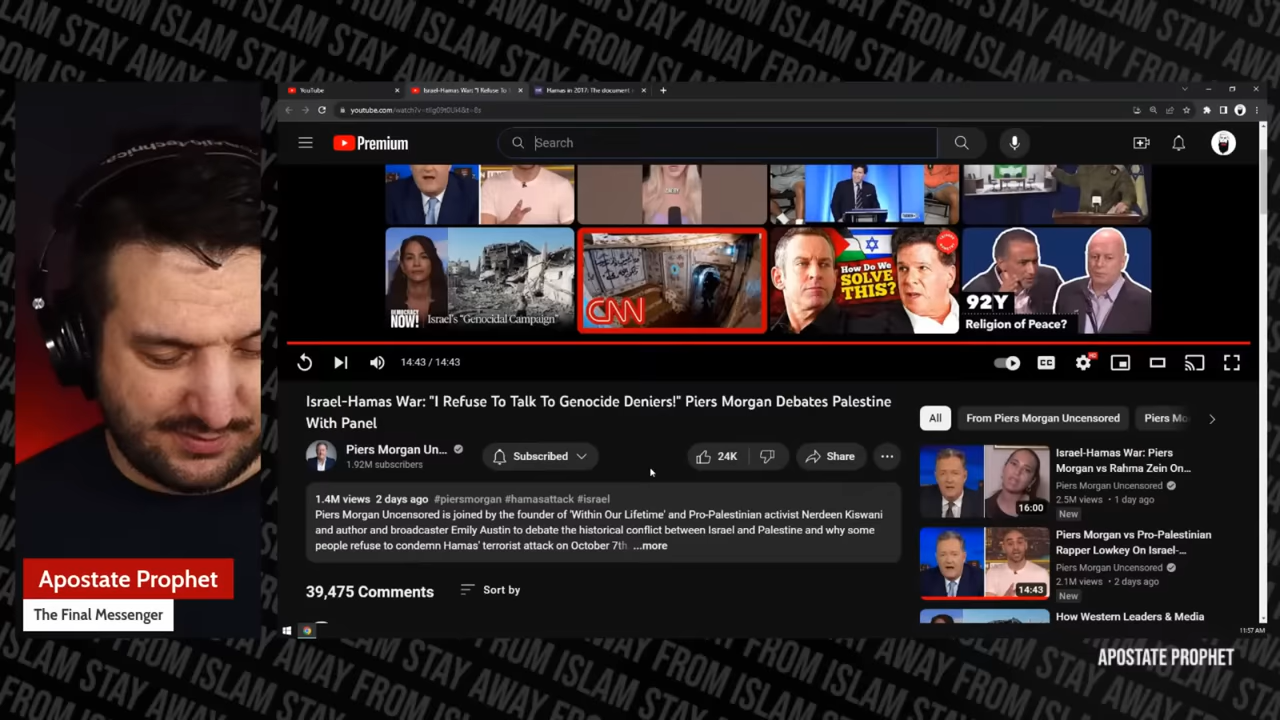 STAY AWAY FROM ISLAM
YouTube
Israel-Hamas War: "I Refuse To
Hamas in 2017: The document
youtube.com/watch?v=
Premium
Search
DEMOCRACY NOW!
Israel's "Genocidal Campaign"
CNN
How Do We
SOLVE
THIS?
92Y
Religion of Peace?
14:43 / 14:43
CC
HD
Israel-Hamas War: "I Refuse To Talk To Genocide Deniers!" Piers Morgan Debates Palestine
With Panel
Piers Morgan Un...
1.92M subscribers
Subscribed
24K
Share
1.4M views 2 days ago #piersmorgan #hamasattack #israel
Piers Morgan Uncensored is joined by the founder of 'Within Our Lifetime' and Pro-Palestinian activist Nerdeen Kiswani
and author and broadcaster Emily Austin to debate the historical conflict between Israel and Palestine and why some
people refuse to condemn Hamas' terrorist attack on October 7th ...more
39,475 Comments
Sort by
All
From Piers Morgan Uncensored
Piers Mo
Israel-Hamas War: Piers
Morgan vs Rahma Zein On...
Piers Morgan Uncensored
2.5M views • 1 day ago
New
16:00
Piers Morgan vs Pro-Palestinian
Rapper Lowkey On Israel-...
Piers Morgan Uncensored
2.1M views • 2 days ago
New
14:43
How Western Leaders & Media
11:57 AM
Apostate Prophet
The Final Messenger
APOSTATE PROPHET